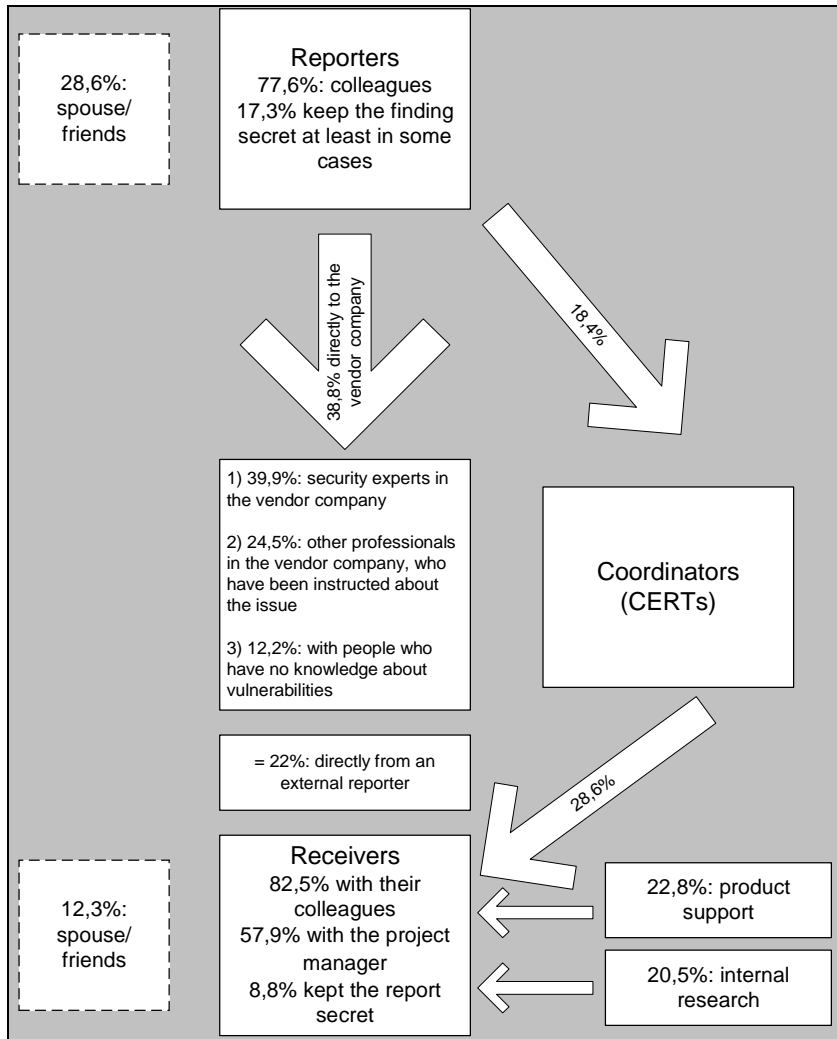 28,6%:
spouse/
friends
Reporters
77,6%: colleagues
17,3% keep the finding
secret at least in some
cases
38,8% directly to the
vendor company
18,4%
1) 39,9%: security experts in
the vendor company
2) 24,5%: other professionals
in the vendor company, who
have been instructed about
the issue
3) 12,2%: with people who
have no knowledge about
vulnerabilities
Coordinators
(CERTs)
= 22%: directly from an
external reporter
28,6%
12,3%:
spouse/
friends
Receivers
82,5% with their
colleagues
57,9% with the project
manager
8,8% kept the report
secret
22,8%: product
support
20,5%: internal
research